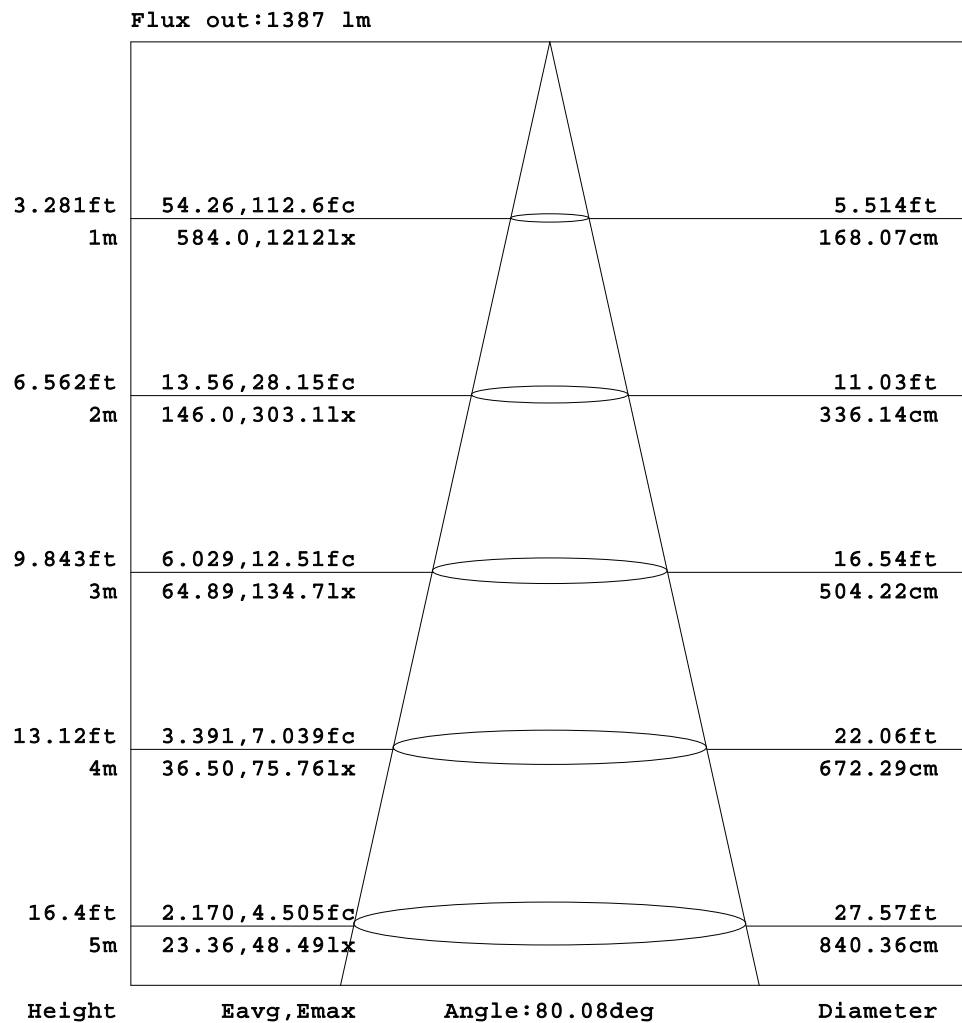 Flux out:1387 lm
3.281ft 54.26,112.6fc 5.514ft
1m 584.0,1212lx 168.07cm
6.562ft 13.56,28.15fc 11.03ft
2m 146.0,303.1lx 336.14cm
9.843ft 6.029,12.51fc 16.54ft
3m 64.89,134.7lx 504.22cm
13.12ft 3.391,7.039fc 22.06ft
4m 36.50,75.76lx 672.29cm
16.4ft 2.170,4.505fc 27.57ft
5m 23.36,48.49lx 840.36cm
Height Eavg,Emax Angle:80.08deg Diameter